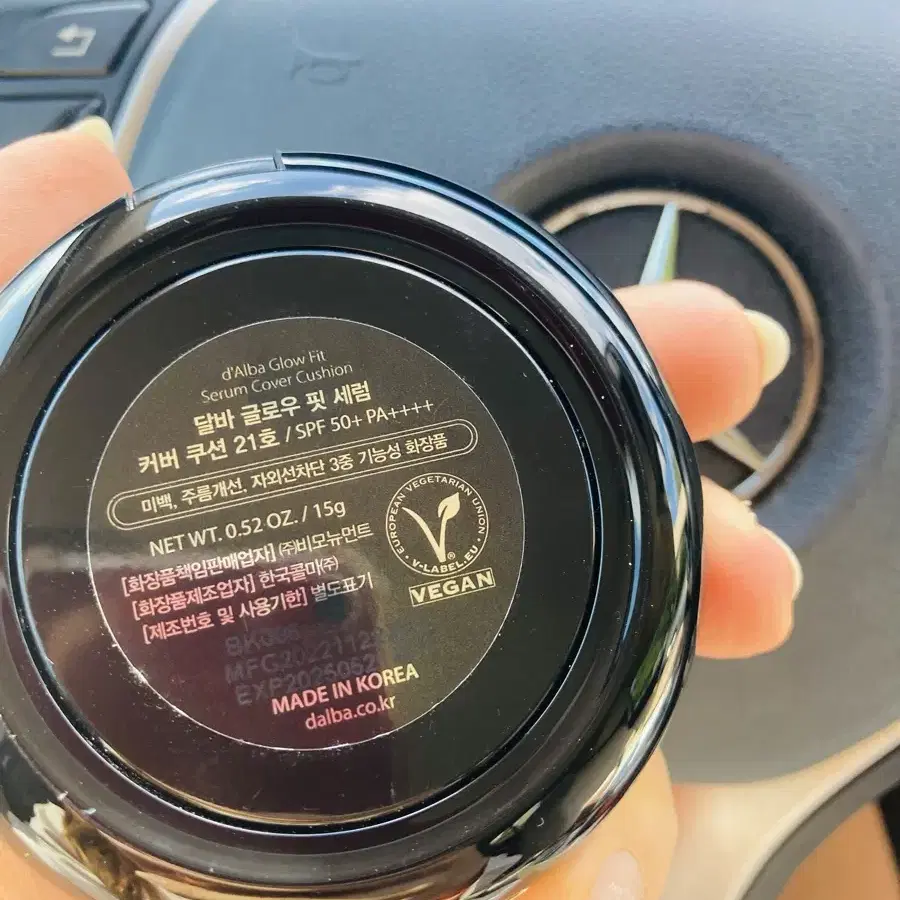 d'Alba Glow Fit
Serum Cover Cushion
달바 글로우 핏 세럼
커버 쿠션 21호 / SPF 50+ PA++++
미백, 주름개선, 자외선차단 3중 기능성 화장품
NET WT. 0.52 OZ. / 15g
[화장품책임판매업자] ㈜비모뉴먼트
[화장품제조업자] 한국콜마㈜
[제조번호 및 사용기한] 별도표기
EUROPEAN VEGETARIAN UNION
V-LABEL.EU
VEGAN
MADE IN KOREA
dalba.co.kr